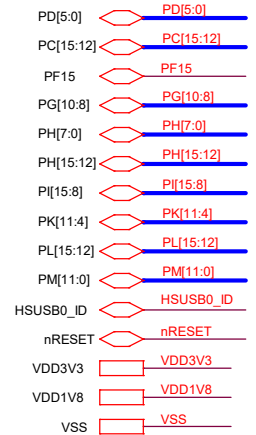 PD[5:0] PD[5:0]
PC[15:12] PC[15:12]
PF15 PF15
PG[10:8] PG[10:8]
PH[7:0] PH[7:0]
PH[15:12] PH[15:12]
PI[15:8] PI[15:8]
PK[11:4] PK[11:4]
PL[15:12] PL[15:12]
PM[11:0] PM[11:0]
HSUSB0_ID HSUSB0_ID
nRESET nRESET
VDD3V3 VDD3V3
VDD1V8 VDD1V8
VSS VSS